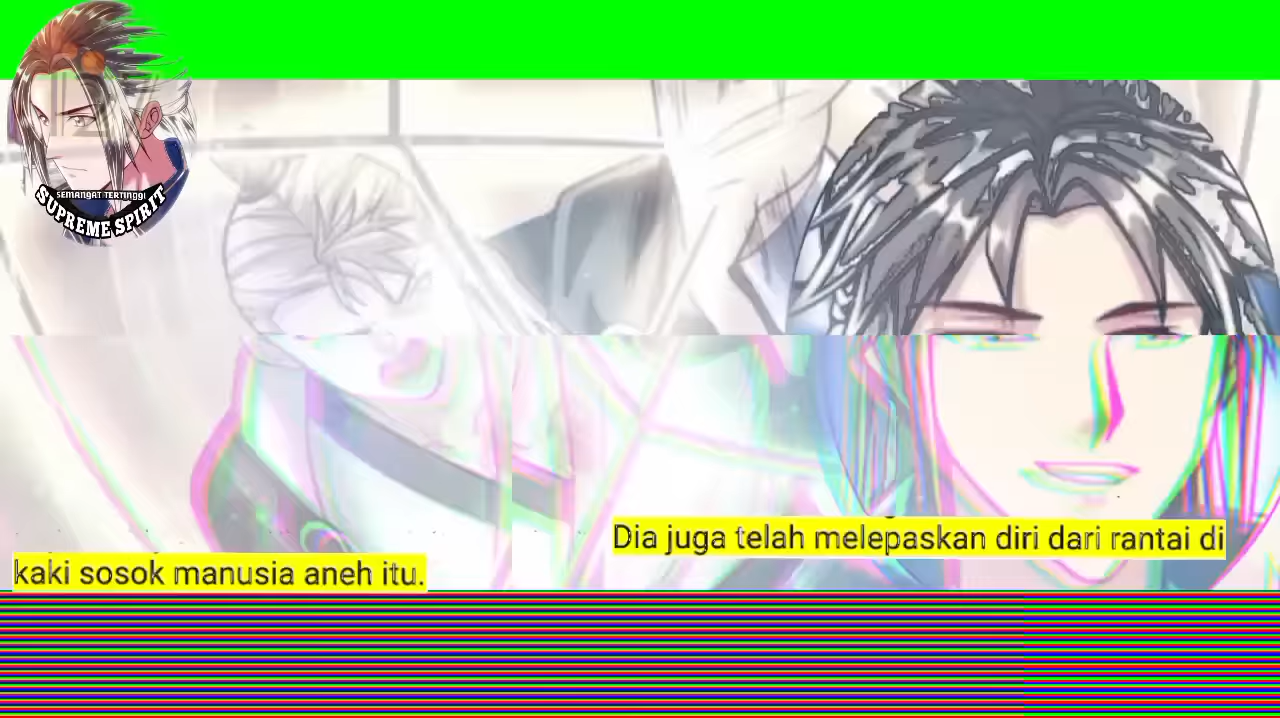 SEMANGAT TERTINGGI
SUPREME SPIRIT
Dia juga telah melepaskan diri dari rantai di
kaki sosok manusia aneh itu.